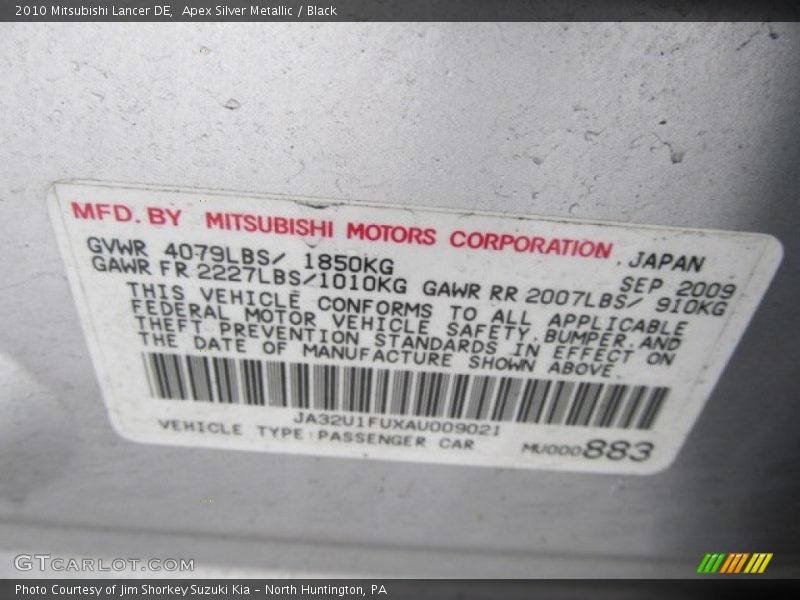 2010 Mitsubishi Lancer DE,  Apex Silver Metallic / Black
MFD. BY MITSUBISHI MOTORS CORPORATION , JAPAN
GVWR 4079LBS/ 1850KG SEP 2009
GAWR FR 2227LBS/1010KG GAWR RR 2007LBS/ 910KG
THIS VEHICLE CONFORMS TO ALL APPLICABLE
FEDERAL MOTOR VEHICLE SAFETY,BUMPER,AND
THEFT PREVENTION STANDARDS IN EFFECT ON
THE DATE OF MANUFACTURE SHOWN ABOVE.
JA32U1FUXAU009021
VEHICLE TYPE:PASSENGER CAR MU000883
GTCARLOT.COM
Photo Courtesy of Jim Shorkey Suzuki Kia – North Huntington, PA